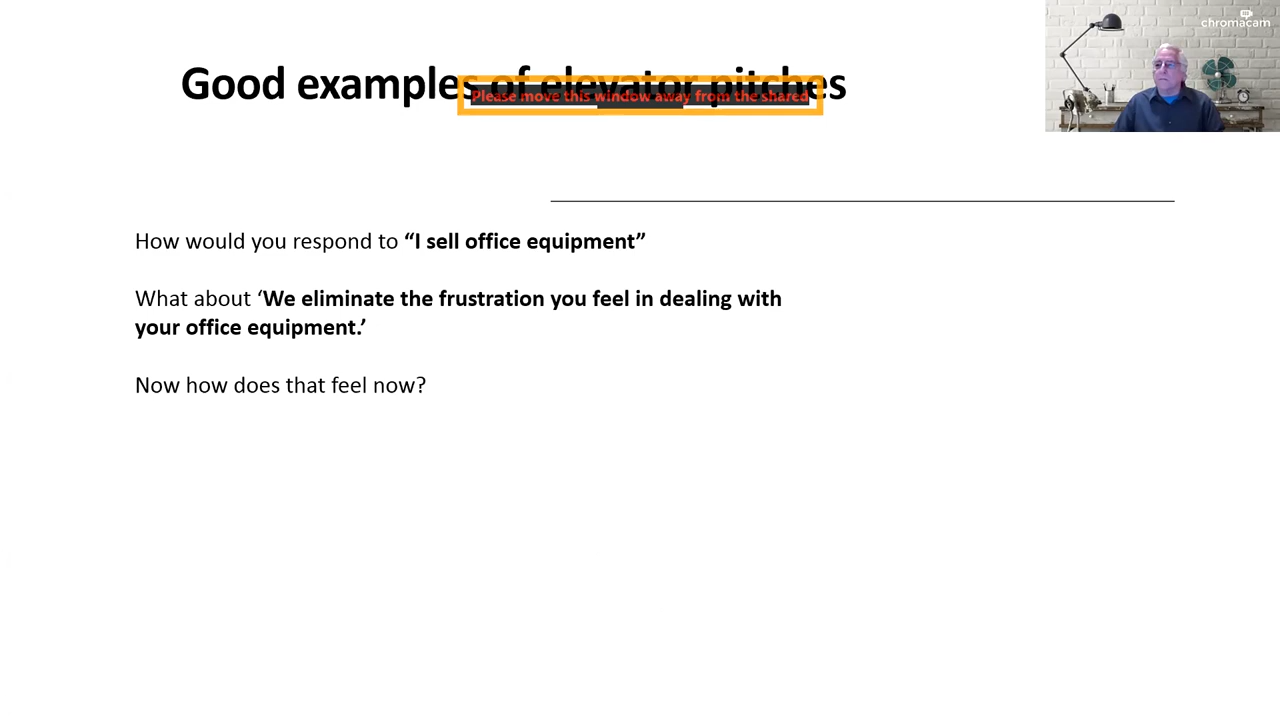 chromacam
Good examples of elevator pitches
Please move this window away from the shared
How would you respond to “I sell office equipment”
What about ‘We eliminate the frustration you feel in dealing with
your office equipment.’
Now how does that feel now?